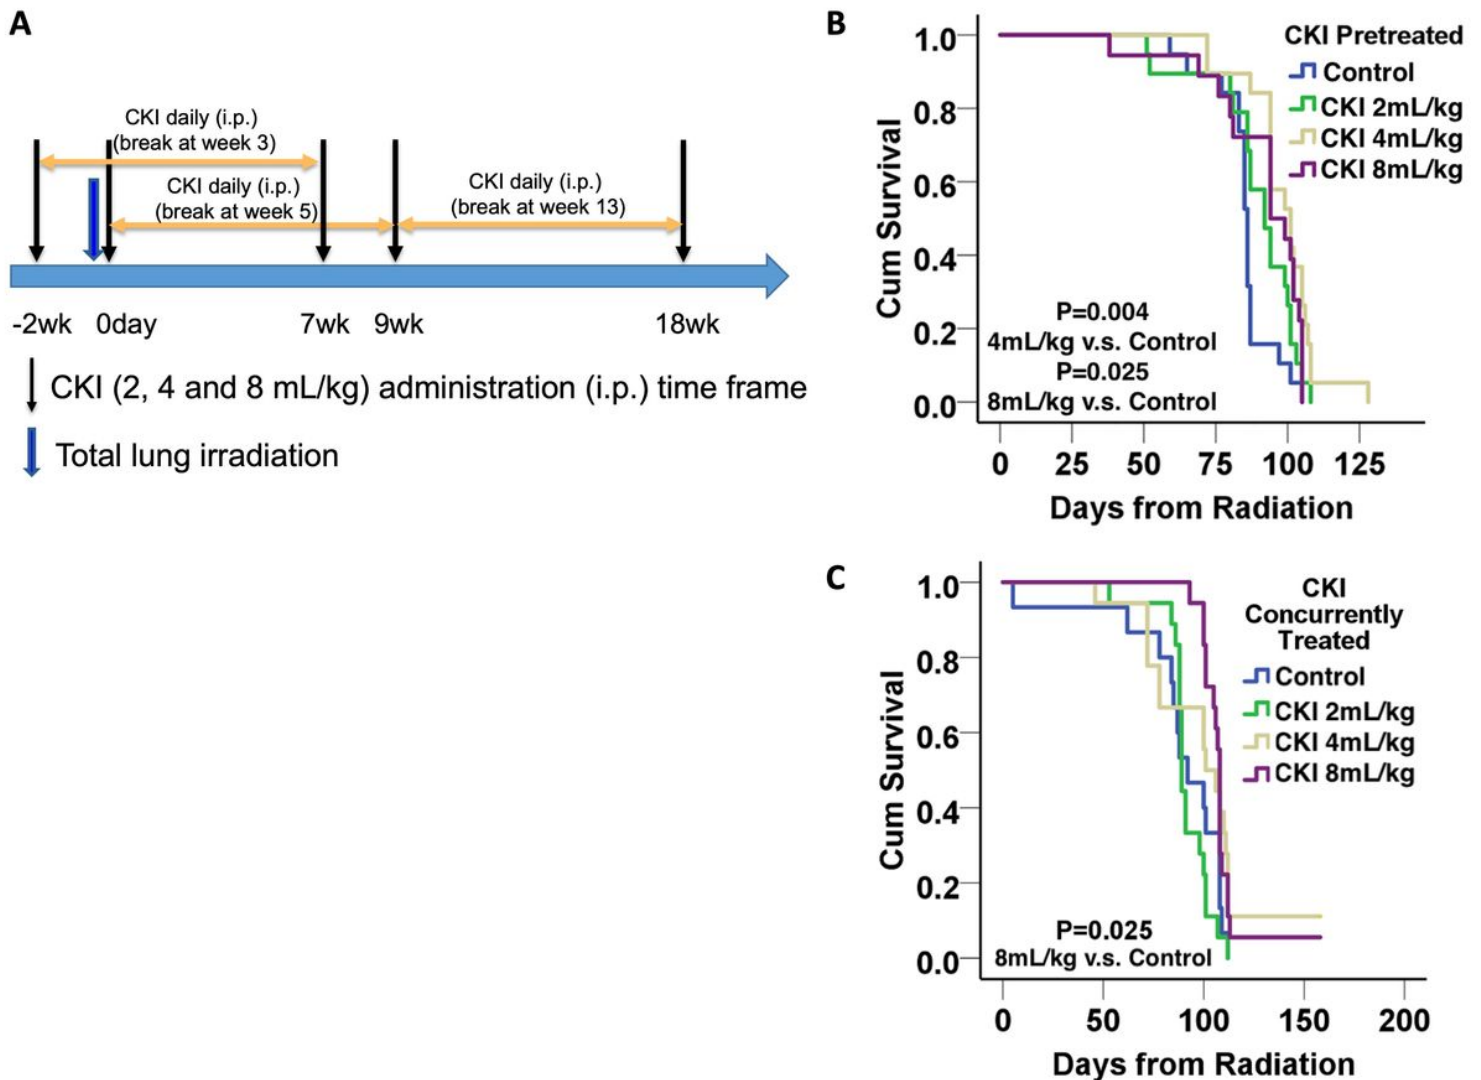 A
CKI daily (i.p.)
(break at week 3)
CKI daily (i.p.)
(break at week 5)
CKI daily (i.p.)
(break at week 13)
-2wk 0day 7wk 9wk 18wk
CKI (2, 4 and 8 mL/kg) administration (i.p.) time frame
Total lung irradiation
B
CKI Pretreated
Control
CKI 2mL/kg
CKI 4mL/kg
CKI 8mL/kg
Cum Survival
1.0
0.8
0.6
0.4
0.2
0.0
P=0.004
4mL/kg v.s. Control
P=0.025
8mL/kg v.s. Control
0 25 50 75 100 125
Days from Radiation
C
CKI
Concurrently
Treated
Control
CKI 2mL/kg
CKI 4mL/kg
CKI 8mL/kg
Cum Survival
1.0
0.8
0.6
0.4
0.2
0.0
P=0.025
8mL/kg v.s. Control
0 50 100 150 200
Days from Radiation